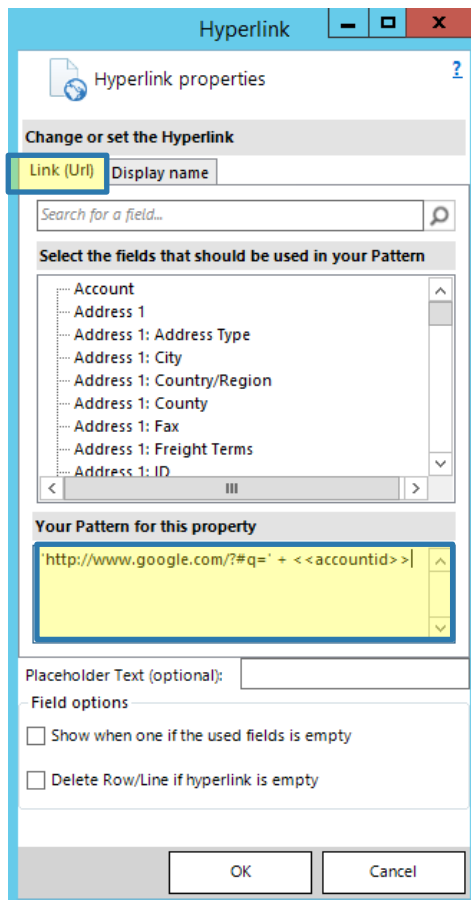 Hyperlink
Hyperlink properties
?
Change or set the Hyperlink
Link (Url) Display name
Search for a field...
Select the fields that should be used in your Pattern
Account
Address 1
Address 1: Address Type
Address 1: City
Address 1: Country/Region
Address 1: County
Address 1: Fax
Address 1: Freight Terms
Address 1: ID
Your Pattern for this property
'http://www.google.com/?#q=' + <<accountid>>
Placeholder Text (optional):
Field options
Show when one if the used fields is empty
Delete Row/Line if hyperlink is empty
OK Cancel